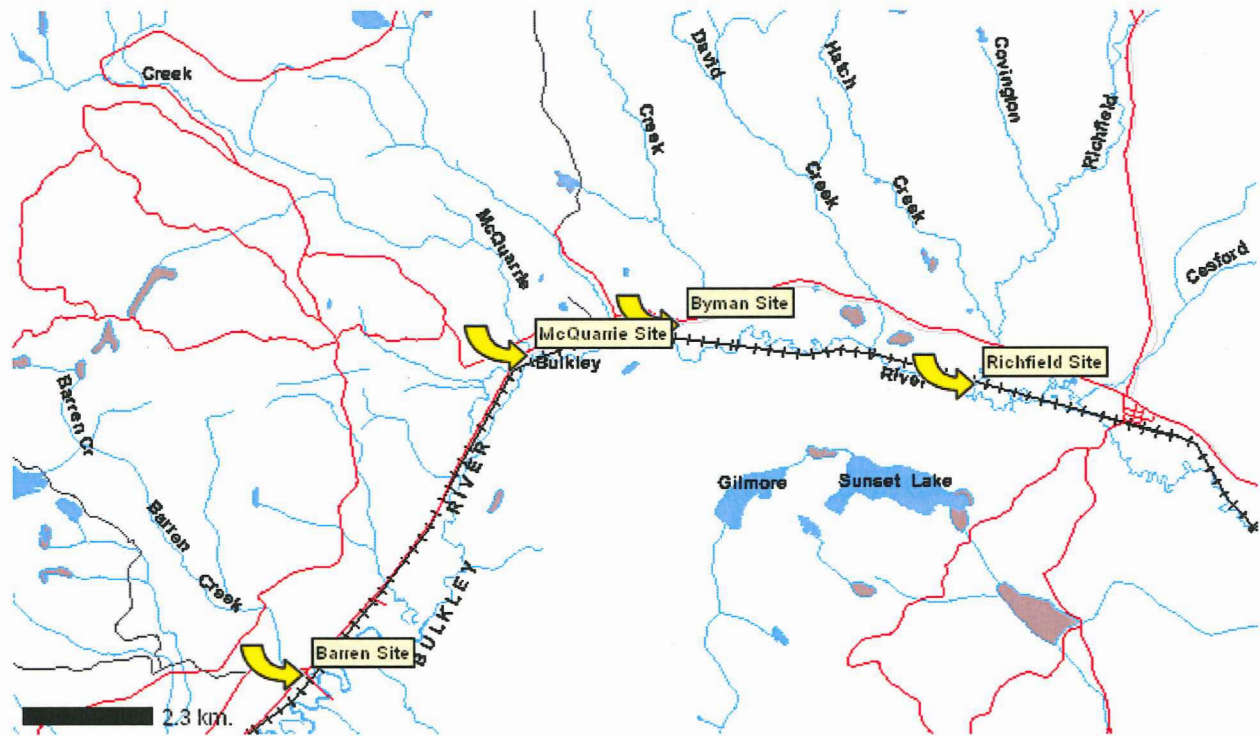 Creek
David
Hatch
Covington
Richfield
Creek
Creek
Creek
McQuarrie
Cesford
Byman Site
McQuarrie Site
Bulkley
Richfield Site
River
Barren Cr
RIVER
Gilmore
Sunset Lake
Barren
Creek
BULKLEY
Barren Site
2.3 km.